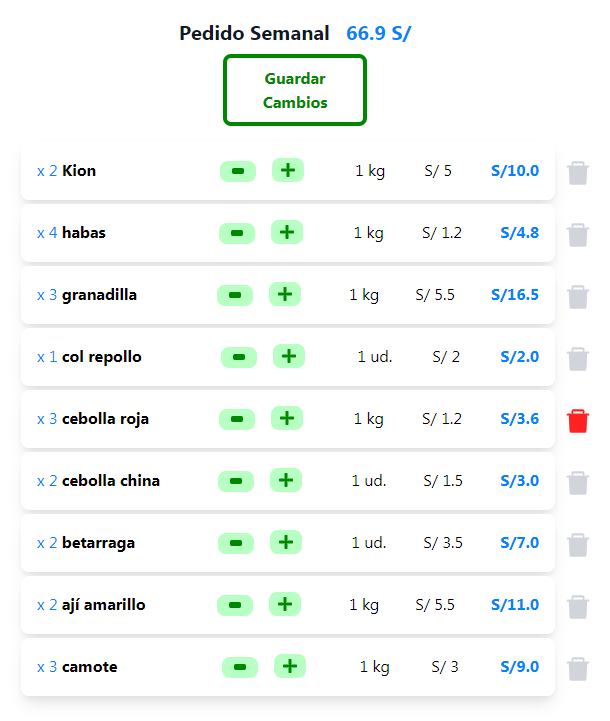 Pedido Semanal 66.9 S/
Guardar
Cambios
x 2 Kion - + 1 kg S/ 5 S/10.0
x 4 habas - + 1 kg S/ 1.2 S/4.8
x 3 granadilla - + 1 kg S/ 5.5 S/16.5
x 1 col repollo - + 1 ud. S/ 2 S/2.0
x 3 cebolla roja - + 1 kg S/ 1.2 S/3.6
x 2 cebolla china - + 1 ud. S/ 1.5 S/3.0
x 2 betarraga - + 1 ud. S/ 3.5 S/7.0
x 2 ají amarillo - + 1 kg S/ 5.5 S/11.0
x 3 camote - + 1 kg S/ 3 S/9.0